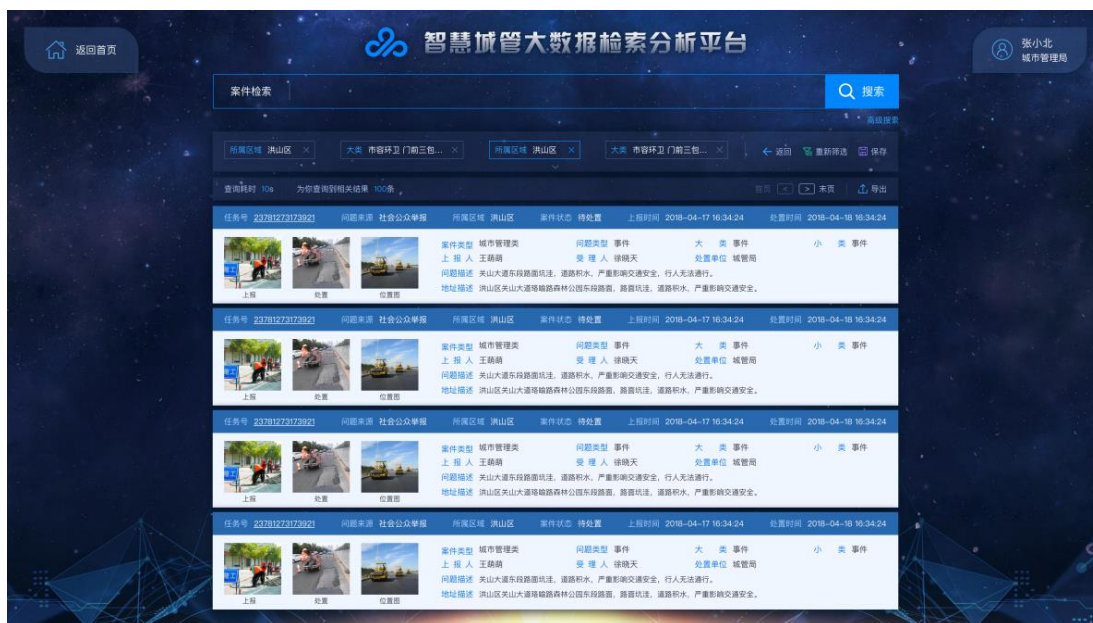 返回首页
智慧城管大数据检索分析平台
张小北
城市管理局
案件检索
搜索
高级搜索
所属区域 洪山区 ×
大类 市容环卫 门前三包... ×
所属区域 洪山区 ×
大类 市容环卫 门前三包... ×
返回 重新筛选 保存
查询耗时 10s 为你查询到相关结果 100条
首页 < > 末页 导出
任务号 23781273173921 问题来源 社会公众举报 所属区域 洪山区 案件状态 待处置 上报时间 2018-04-17 16:34:24 处置时间 2018-04-18 16:34:24
案件类型 城市管理类 问题类型 事件 大类 事件 小类 事件
上报人 王萌萌 受理人 徐晓天 处置单位 城管局
问题描述 关山大道东段路面坑洼，道路积水，严重影响交通安全，行人无法通行。
地址描述 洪山区关山大道珞喻路森林公园东段路面，路面坑洼，道路积水，严重影响交通安全。
上报 处置 位置图
任务号 23781273173921 问题来源 社会公众举报 所属区域 洪山区 案件状态 待处置 上报时间 2018-04-17 16:34:24 处置时间 2018-04-18 16:34:24
案件类型 城市管理类 问题类型 事件 大类 事件 小类 事件
上报人 王萌萌 受理人 徐晓天 处置单位 城管局
问题描述 关山大道东段路面坑洼，道路积水，严重影响交通安全，行人无法通行。
地址描述 洪山区关山大道珞喻路森林公园东段路面，路面坑洼，道路积水，严重影响交通安全。
上报 处置 位置图
任务号 23781273173921 问题来源 社会公众举报 所属区域 洪山区 案件状态 待处置 上报时间 2018-04-17 16:34:24 处置时间 2018-04-18 16:34:24
案件类型 城市管理类 问题类型 事件 大类 事件 小类 事件
上报人 王萌萌 受理人 徐晓天 处置单位 城管局
问题描述 关山大道东段路面坑洼，道路积水，严重影响交通安全，行人无法通行。
地址描述 洪山区关山大道珞喻路森林公园东段路面，路面坑洼，道路积水，严重影响交通安全。
上报 处置 位置图
任务号 23781273173921 问题来源 社会公众举报 所属区域 洪山区 案件状态 待处置 上报时间 2018-04-17 16:34:24 处置时间 2018-04-18 16:34:24
案件类型 城市管理类 问题类型 事件 大类 事件 小类 事件
上报人 王萌萌 受理人 徐晓天 处置单位 城管局
问题描述 关山大道东段路面坑洼，道路积水，严重影响交通安全，行人无法通行。
地址描述 洪山区关山大道珞喻路森林公园东段路面，路面坑洼，道路积水，严重影响交通安全。
上报 处置 位置图